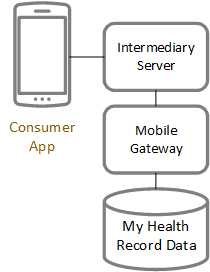 Intermediary
Server
Consumer
App
Mobile
Gateway
My Health
Record Data